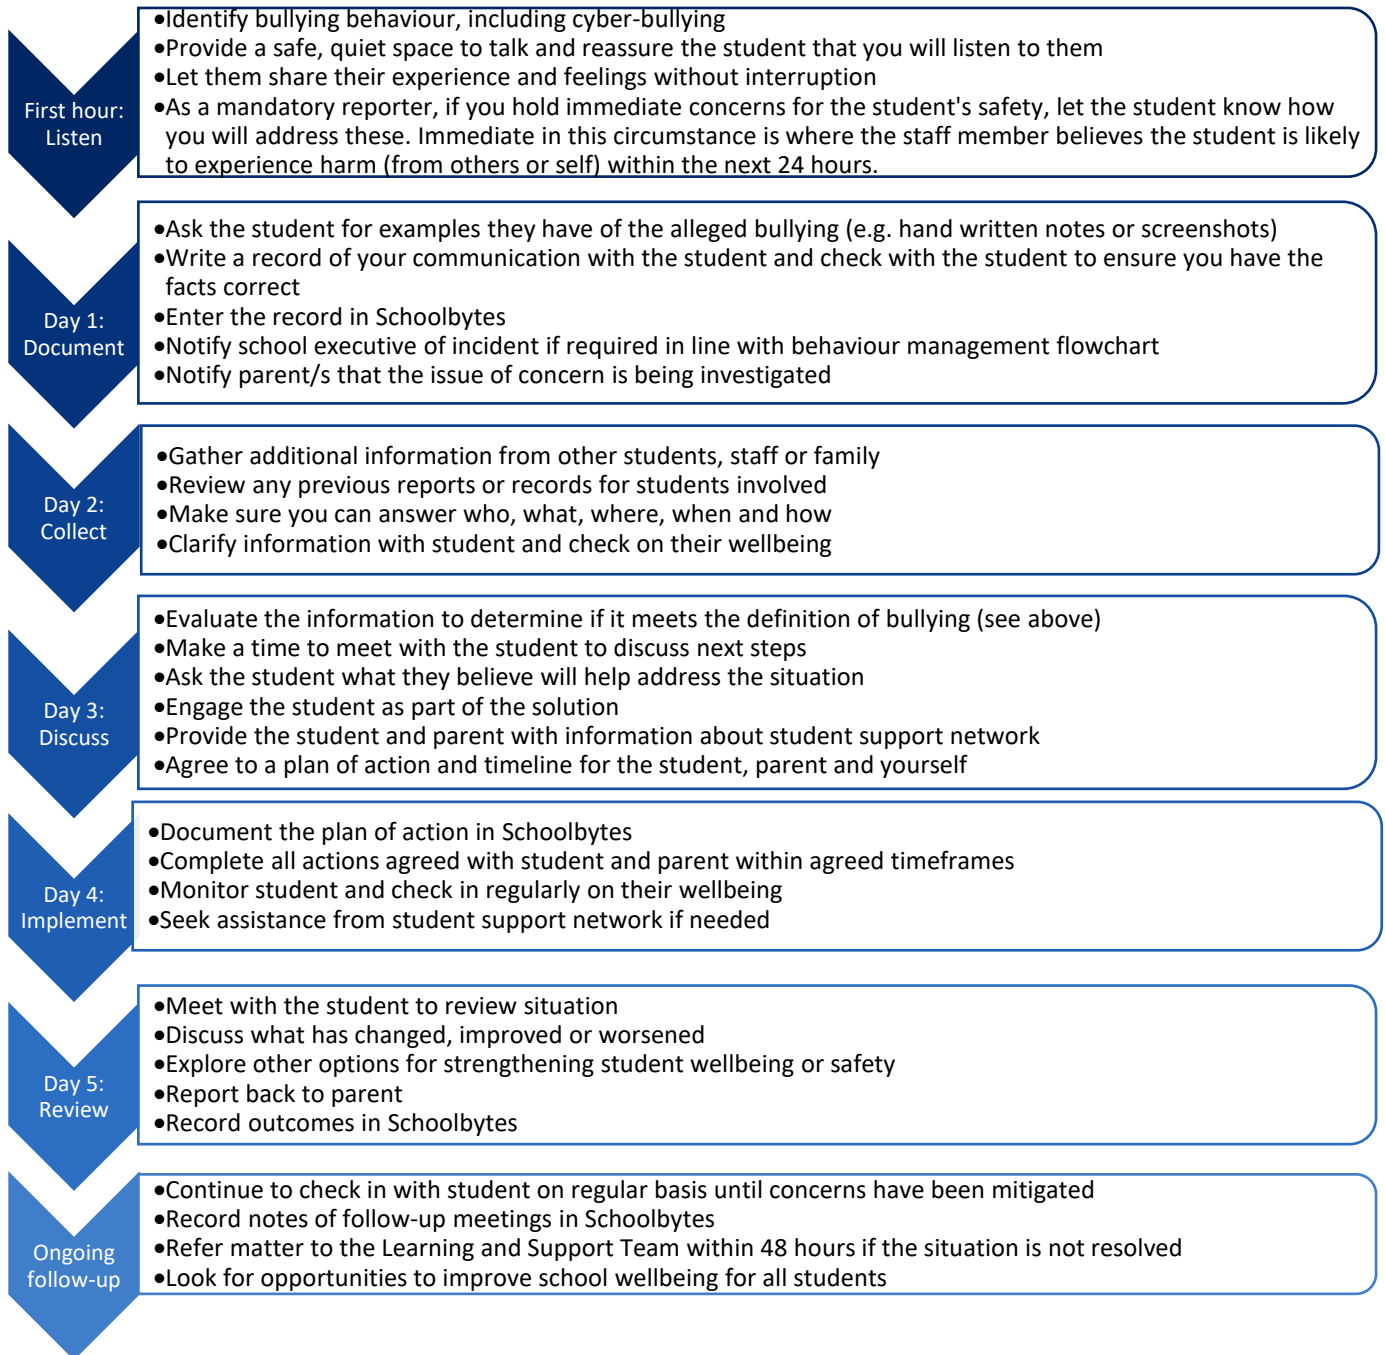 First hour:
Listen
•Identify bullying behaviour, including cyber-bullying
•Provide a safe, quiet space to talk and reassure the student that you will listen to them
•Let them share their experience and feelings without interruption
•As a mandatory reporter, if you hold immediate concerns for the student's safety, let the student know how
you will address these. Immediate in this circumstance is where the staff member believes the student is likely
to experience harm (from others or self) within the next 24 hours.
Day 1:
Document
•Ask the student for examples they have of the alleged bullying (e.g. hand written notes or screenshots)
•Write a record of your communication with the student and check with the student to ensure you have the
facts correct
•Enter the record in Schoolbytes
•Notify school executive of incident if required in line with behaviour management flowchart
•Notify parent/s that the issue of concern is being investigated
Day 2:
Collect
•Gather additional information from other students, staff or family
•Review any previous reports or records for students involved
•Make sure you can answer who, what, where, when and how
•Clarify information with student and check on their wellbeing
Day 3:
Discuss
•Evaluate the information to determine if it meets the definition of bullying (see above)
•Make a time to meet with the student to discuss next steps
•Ask the student what they believe will help address the situation
•Engage the student as part of the solution
•Provide the student and parent with information about student support network
•Agree to a plan of action and timeline for the student, parent and yourself
Day 4:
Implement
•Document the plan of action in Schoolbytes
•Complete all actions agreed with student and parent within agreed timeframes
•Monitor student and check in regularly on their wellbeing
•Seek assistance from student support network if needed
Day 5:
Review
•Meet with the student to review situation
•Discuss what has changed, improved or worsened
•Explore other options for strengthening student wellbeing or safety
•Report back to parent
•Record outcomes in Schoolbytes
Ongoing
follow-up
•Continue to check in with student on regular basis until concerns have been mitigated
•Record notes of follow-up meetings in Schoolbytes
•Refer matter to the Learning and Support Team within 48 hours if the situation is not resolved
•Look for opportunities to improve school wellbeing for all students